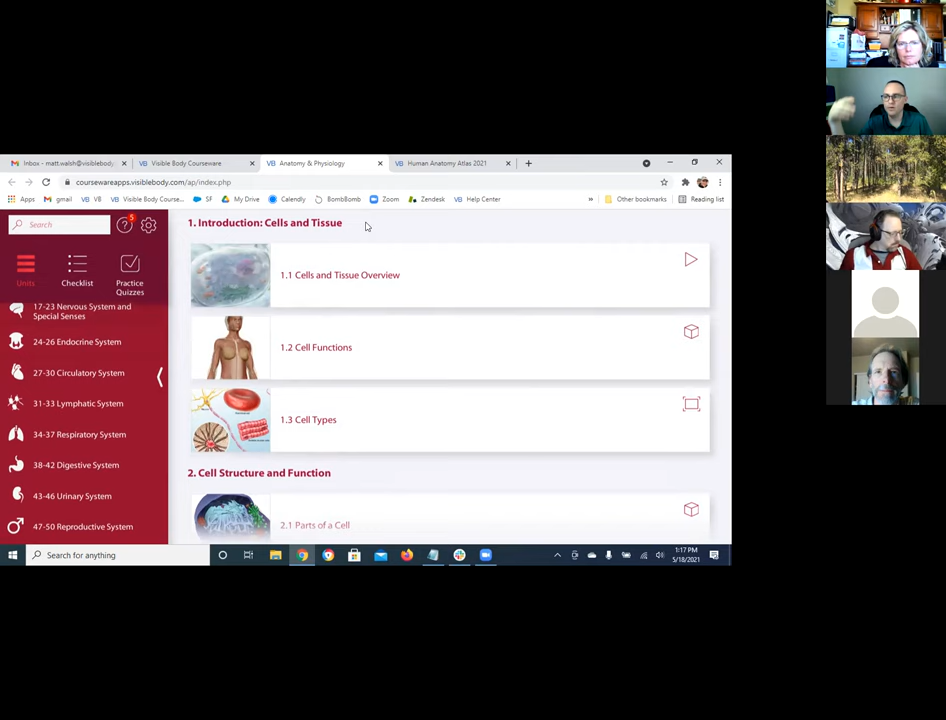 Inbox - matt.walsh@visiblebody
VB Visible Body Courseware
VB Anatomy & Physiology
VB Human Anatomy Atlas 2021
coursewareapps.visiblebody.com/ap/index.php
Apps
gmail
VB
VB Visible Body Course...
SF
My Drive
Calendly
BombBomb
Zoom
Zendesk
VB Help Center
»
Other bookmarks
Reading list
Search
? 5
Units
Checklist
Practice
Quizzes
17-23 Nervous System and
Special Senses
24-26 Endocrine System
27-30 Circulatory System
31-33 Lymphatic System
34-37 Respiratory System
38-42 Digestive System
43-46 Urinary System
47-50 Reproductive System
1. Introduction: Cells and Tissue
1.1 Cells and Tissue Overview
1.2 Cell Functions
1.3 Cell Types
2. Cell Structure and Function
2.1 Parts of a Cell
Search for anything
1:17 PM
5/18/2021